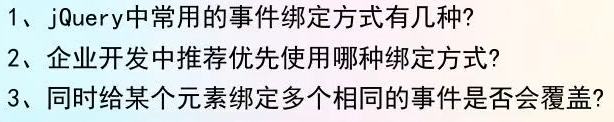 1、jQuery中常用的事件绑定方式有几种?
2、企业开发中推荐优先使用哪种绑定方式?
3、同时给某个元素绑定多个相同的事件是否会覆盖?